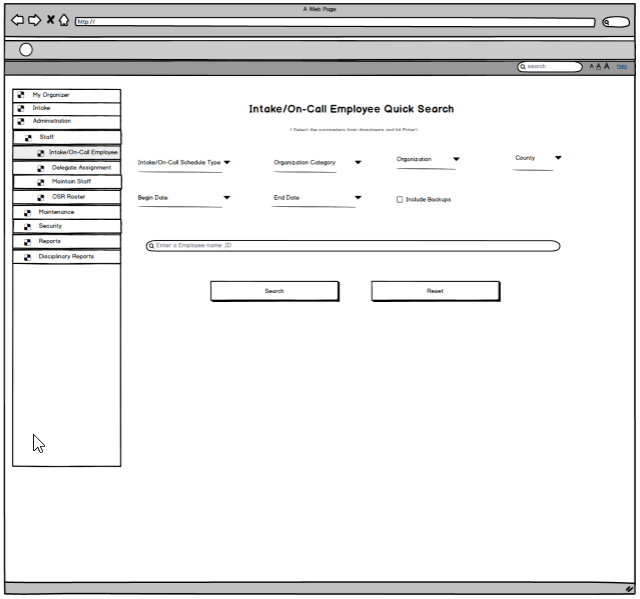 A Web Page
http://
search
A A A Help
My Organizer
Intake
Administration
Staff
Intake/On-Call Employee
Delegate Assignment
Maintain Staff
OSR Roster
Maintenance
Security
Reports
Disciplinary Reports
Intake/On-Call Employee Quick Search
( Select the parameters from dropdowns and hit Enter)
Intake/On-Call Schedule Type
Organization Category
Organization
County
Begin Date
End Date
Include Backups
Enter a Employee name ,ID
Search
Reset